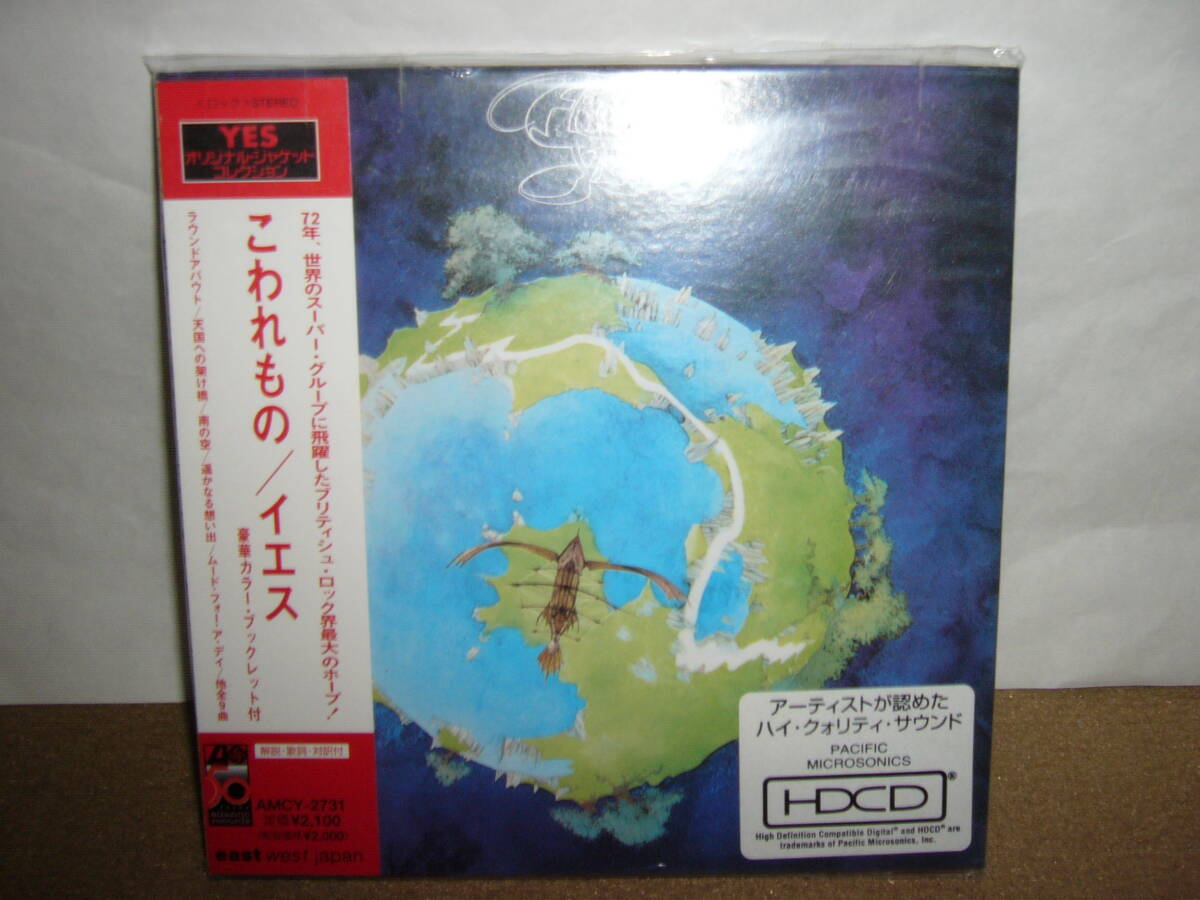 <ロック>STEREO
YES
オリジナル・ジャケット
コレクション
72年、世界のスーパー・グループに飛躍したブリティシュ・ロック界最大のホープ!
こわれもの/イエス
豪華カラー・ブックレット付
ラウンドアバウト/天国への架け橋/南の空/遥かなる想い出/ムード・フォー・ア・デイ/他全9曲
解説・歌詞・対訳付
AMCY-2731
定価¥2,100
(税抜価格¥2,000)
east west japan
アーティストが認めた
ハイ・クォリティ・サウンド
PACIFIC
MICROSONICS
HDCD®
High Definition Compatible Digital® and HDCD® are
trademarks of Pacific Microsonics, Inc.